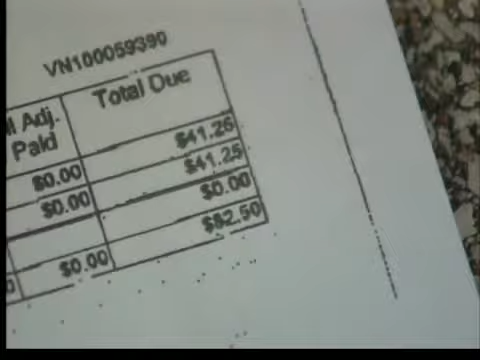 VN100059390
Adj. Total Due
Paid
$0.00 $41.25
$0.00 $41.25
$0.00
$0.00 $82.50